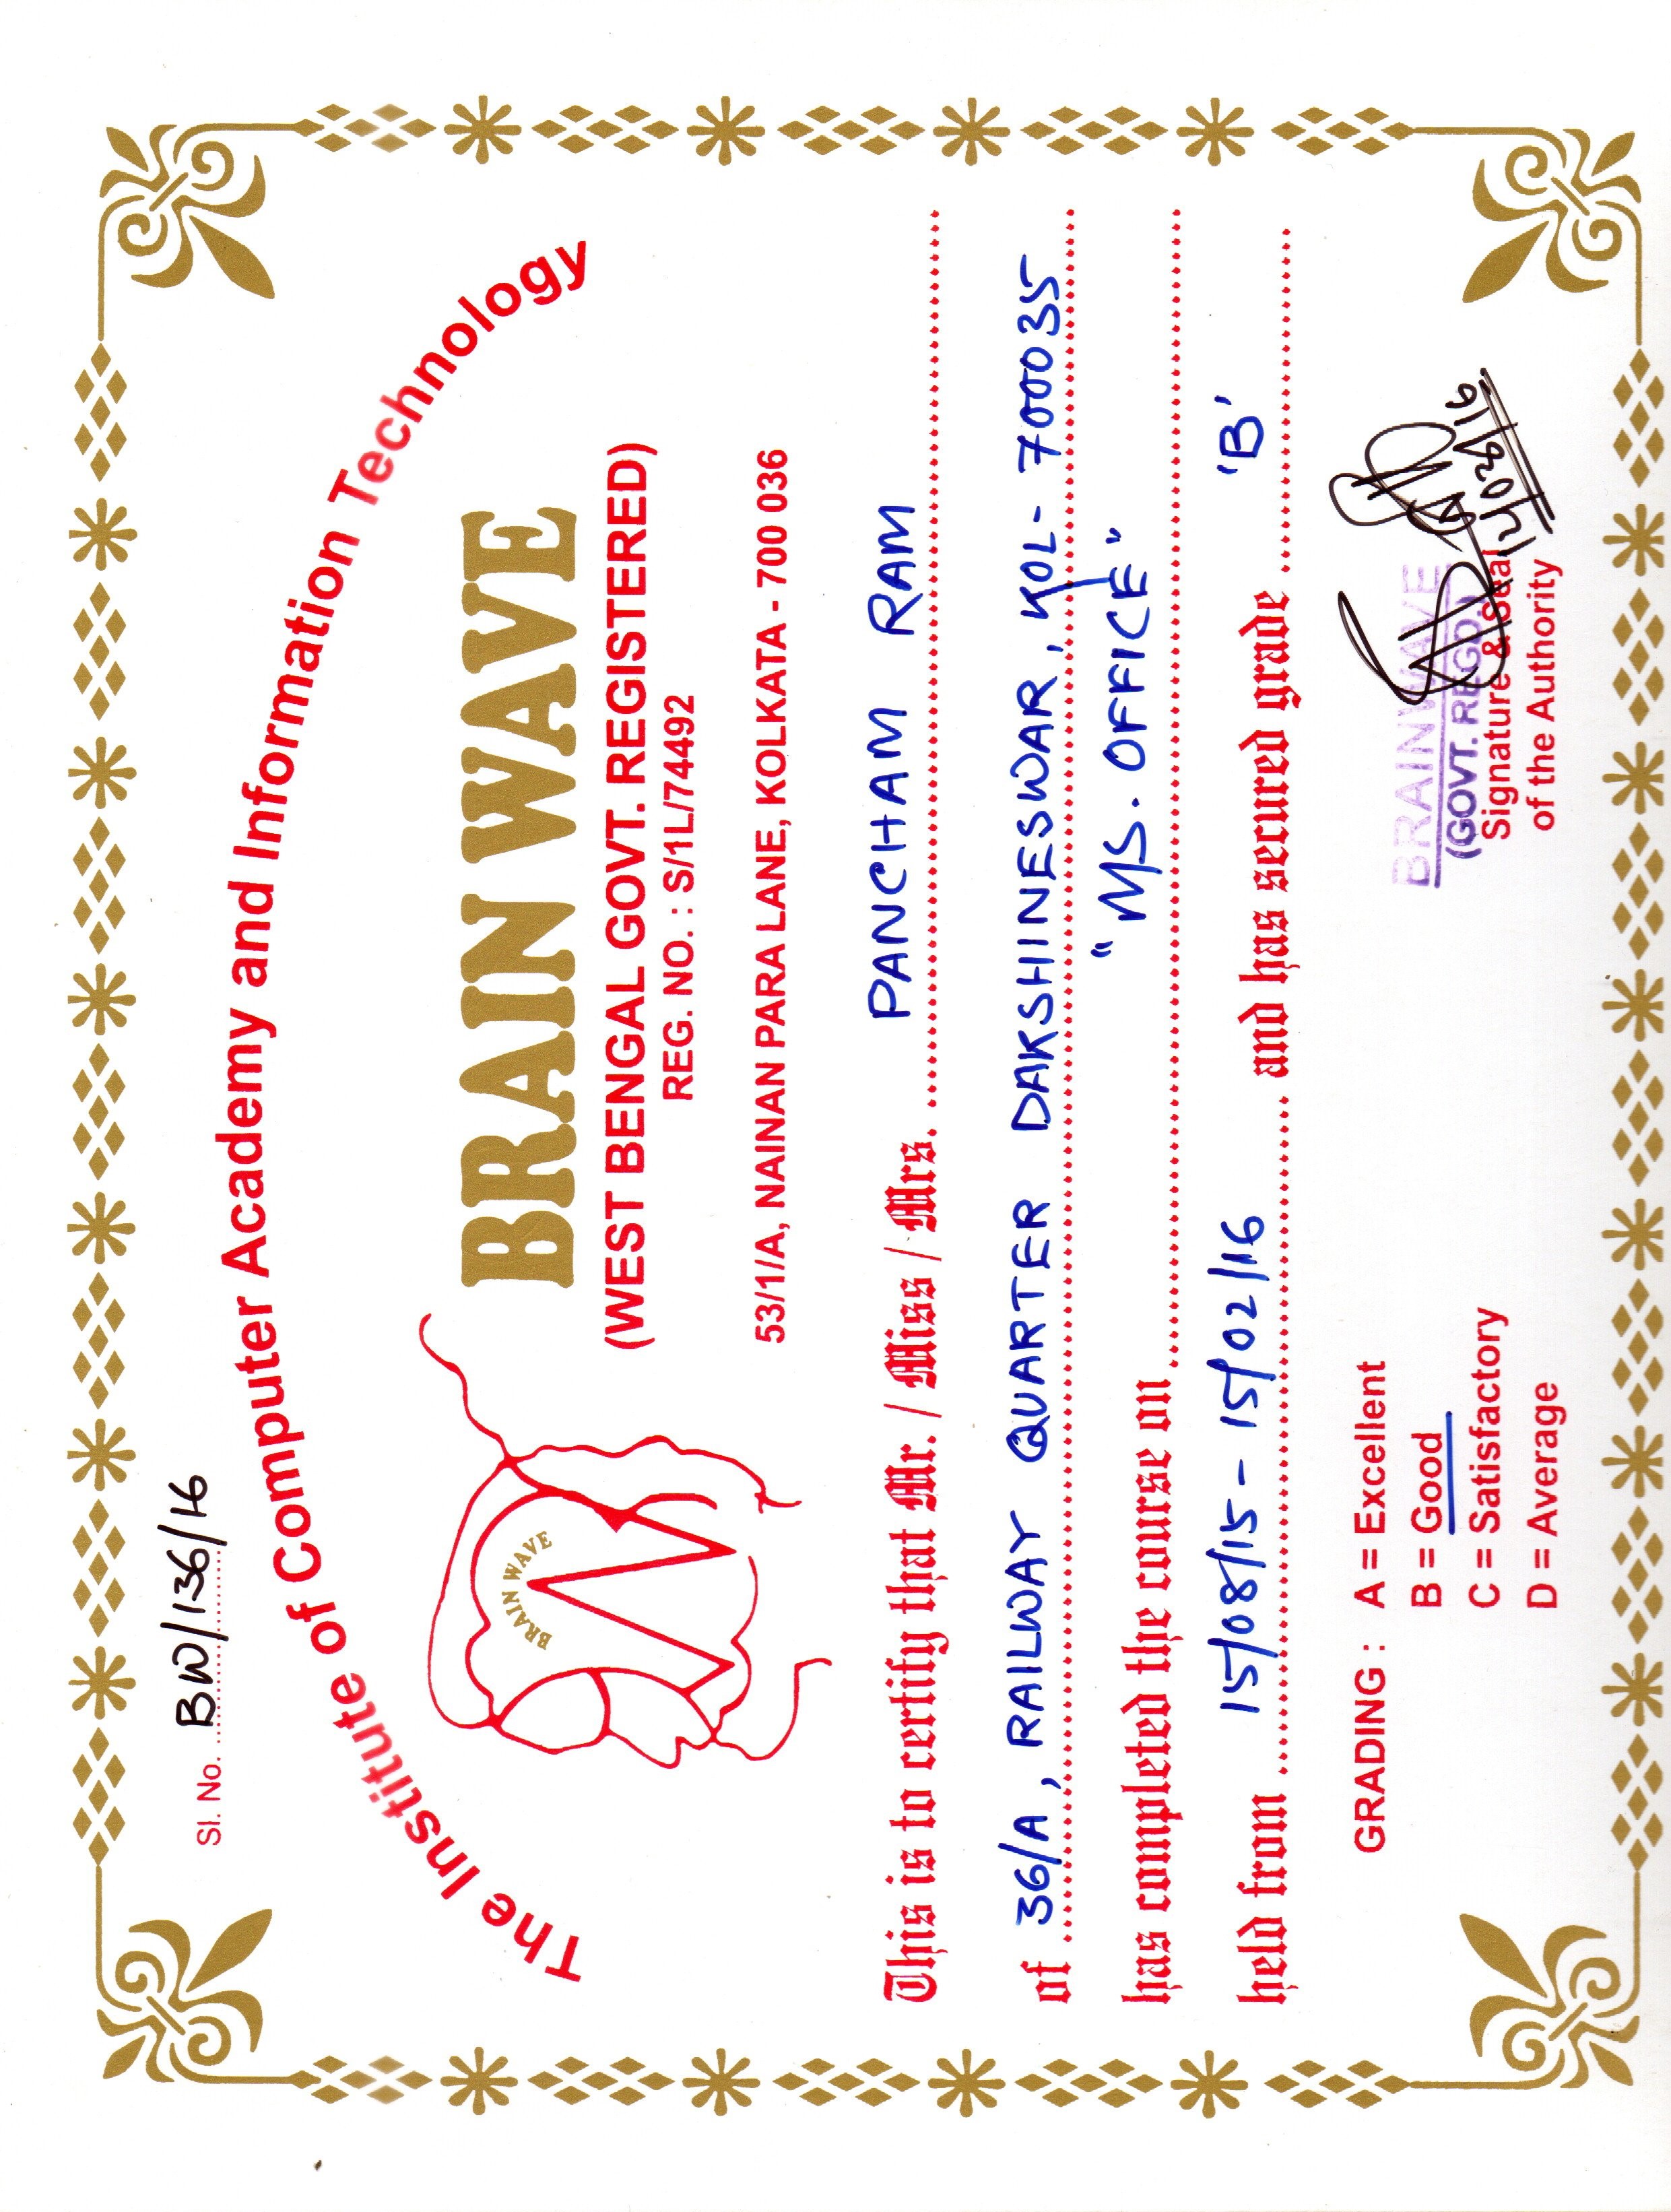 Sl. No. BW/136/16
The Institute of Computer Academy and Information Technology
BRAIN WAVE
BRAIN WAVE
(WEST BENGAL GOVT. REGISTERED)
REG. NO. : S/1L/74492
53/1/A, NAINAN PARA LANE, KOLKATA - 700 036
This is to certify that Mr. / Miss / Mrs. PANCHAM RAM
of 36/A, RAILWAY QUARTER DAKSHINESWAR, KOL- 700035
has completed the course on "MS. OFFICE"
held from 15/08/15 - 15/02/16 and has secured grade 'B'
GRADING : A = Excellent
B = Good
C = Satisfactory
D = Average
BRAINWAVE
(GOVT. REGD.)
Signature & Seal
of the Authority